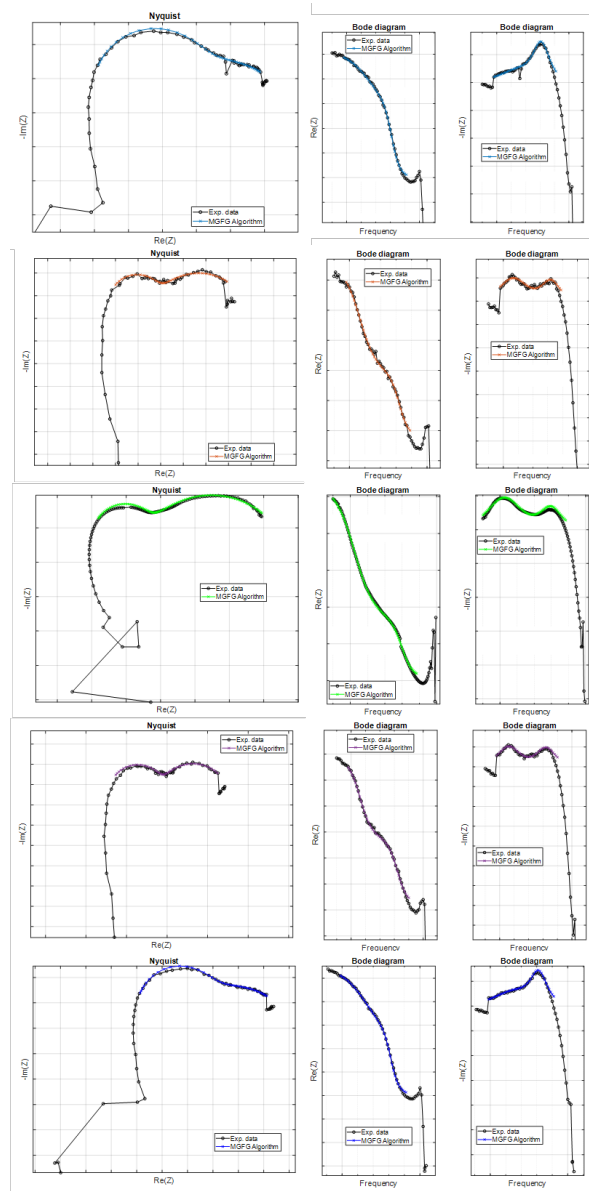 Nyquist
-Im(Z)
Exp. data
MGFG Algorithm
Re(Z)
Bode diagram
Re(Z)
Exp. data
MGFG Algorithm
Frequency
Bode diagram
-Im(Z)
Exp. data
MGFG Algorithm
Frequency
Nyquist
-Im(Z)
Exp. data
MGFG Algorithm
Re(Z)
Bode diagram
Re(Z)
Exp. data
MGFG Algorithm
Frequency
Bode diagram
-Im(Z)
Exp. data
MGFG Algorithm
Frequency
Nyquist
-Im(Z)
Exp. data
MGFG Algorithm
Re(Z)
Bode diagram
Re(Z)
Exp. data
MGFG Algorithm
Frequency
Bode diagram
-Im(Z)
Exp. data
MGFG Algorithm
Frequency
Nyquist
-Im(Z)
Exp. data
MGFG Algorithm
Re(Z)
Bode diagram
Re(Z)
Exp. data
MGFG Algorithm
Frequency
Bode diagram
-Im(Z)
Exp. data
MGFG Algorithm
Frequency
Nyquist
-Im(Z)
Exp. data
MGFG Algorithm
Re(Z)
Bode diagram
Re(Z)
Exp. data
MGFG Algorithm
Frequency
Bode diagram
-Im(Z)
Exp. data
MGFG Algorithm
Frequency